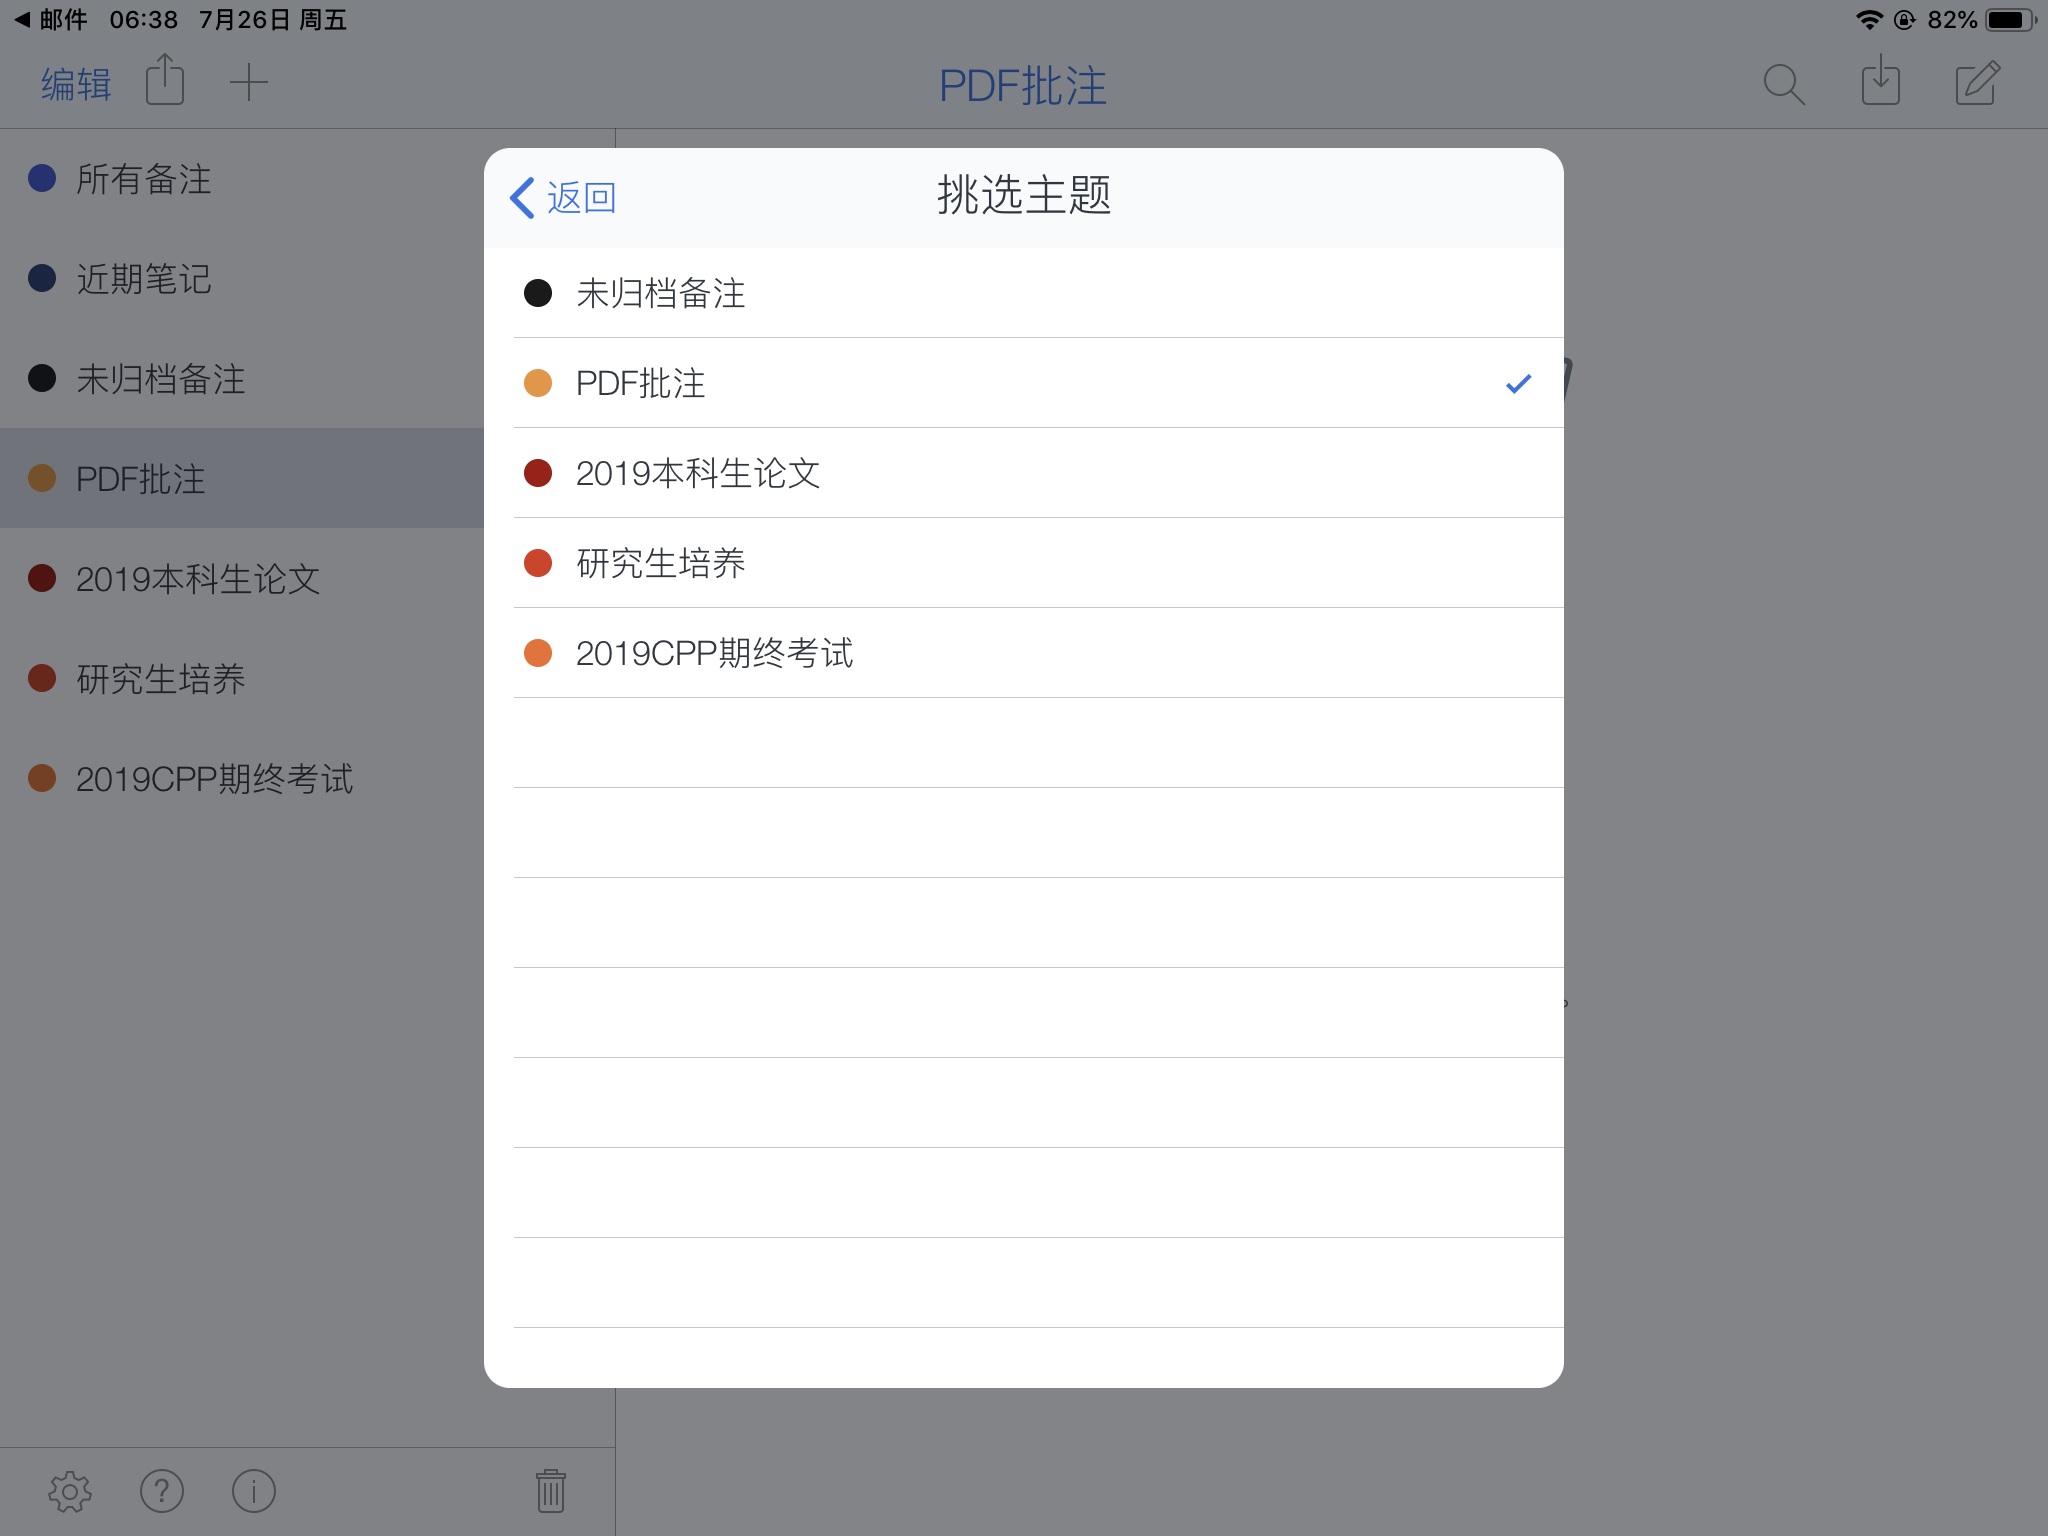 邮件 06:38 7月26日 周五 82%
编辑 PDF批注
所有备注
近期笔记
未归档备注
PDF批注
2019本科生论文
研究生培养
2019CPP期终考试
返回 挑选主题
未归档备注
PDF批注
2019本科生论文
研究生培养
2019CPP期终考试